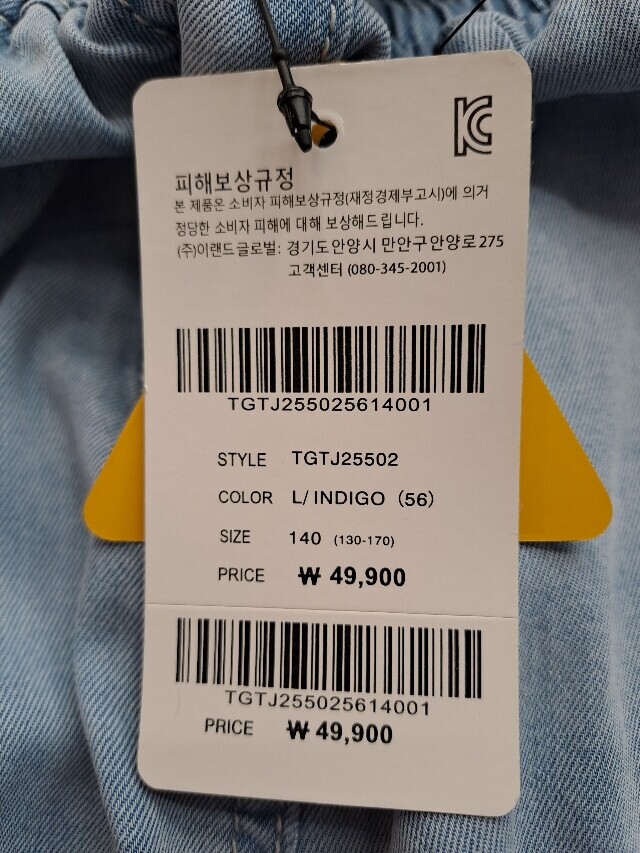 KC
피해보상규정
본 제품은 소비자 피해보상규정(재정경제부고시)에 의거
정당한 소비자 피해에 대해 보상해드립니다.
(주)이랜드글로벌: 경기도안양시 만안구안양로275
고객센터 (080-345-2001)
TGTJ255025614001
STYLE TGTJ25502
COLOR L/ INDIGO (56)
SIZE 140 (130-170)
PRICE ₩ 49,900
TGTJ255025614001
PRICE ₩ 49,900